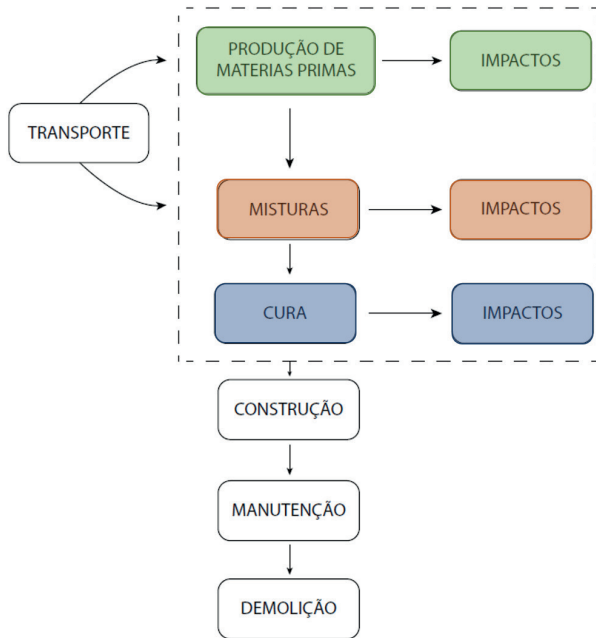 PRODUÇÃO DE
MATERIAS PRIMAS
IMPACTOS
TRANSPORTE
MISTURAS
IMPACTOS
CURA
IMPACTOS
CONSTRUÇÃO
MANUTENÇÃO
DEMOLIÇÃO